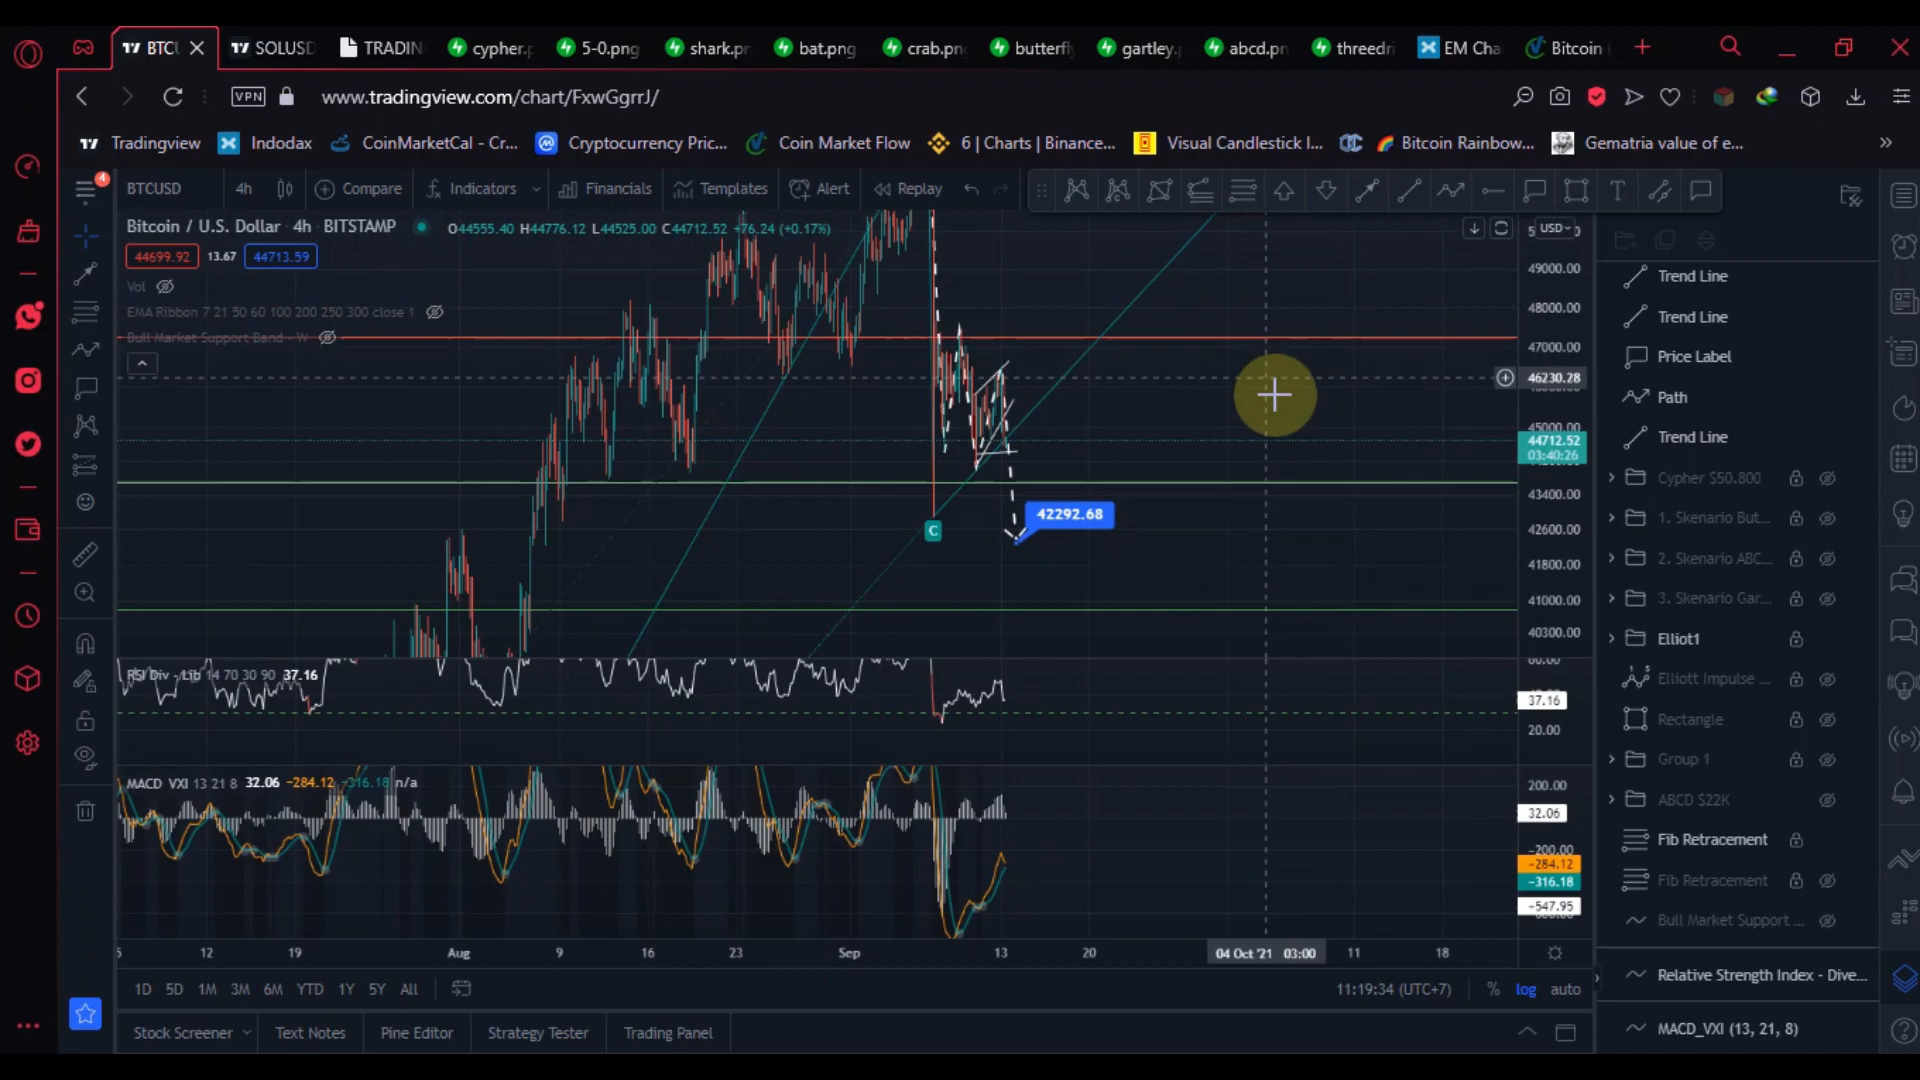 BTCU
SOLUSD
TRADIN
cypher.p
5-0.png
shark.pn
bat.png
crab.png
butterfl
gartley.
abcd.pn
threedri
EM Cha
Bitcoin
VPN
www.tradingview.com/chart/FxwGgrrJ/
Tradingview
Indodax
CoinMarketCal - Cr...
Cryptocurrency Pric...
Coin Market Flow
6 | Charts | Binance...
Visual Candlestick I...
Bitcoin Rainbow...
Gematria value of e...
4
BTCUSD
4h
Compare
Indicators
Financials
Templates
Alert
Replay
Bitcoin / U.S. Dollar · 4h · BITSTAMP
O44555.40 H44776.12 L44525.00 C44712.52 +76.24 (+0.17%)
44699.92 13.67 44713.59
Vol
EMA Ribbon 7 21 50 60 100 200 250 300 close 1
Bull Market Support Band - W
USD
49000.00
48000.00
47000.00
46230.28
45000.00
44712.52
03:40:26
43400.00
42600.00
41800.00
41000.00
40300.00
C
42292.68
RSI Div - Lib 14 70 30 90 37.16
60.00
37.16
20.00
MACD_VXI 13 21 8 32.06 −284.12 −316.18 n/a
200.00
32.06
−200.00
−284.12
−316.18
−547.95
12
19
Aug
9
16
23
Sep
13
20
04 Oct '21 03:00
11
18
1D 5D 1M 3M 6M YTD 1Y 5Y All
11:19:34 (UTC+7)
% log auto
Stock Screener
Text Notes
Pine Editor
Strategy Tester
Trading Panel
Trend Line
Trend Line
Price Label
Path
Trend Line
Cypher $50.800
1. Skenario But...
2. Skenario ABC...
3. Skenario Gar...
Elliot1
Elliott Impulse ...
Rectangle
Group 1
ABCD $22K
Fib Retracement
Fib Retracement
Bull Market Support ...
Relative Strength Index - Dive...
MACD_VXI (13, 21, 8)